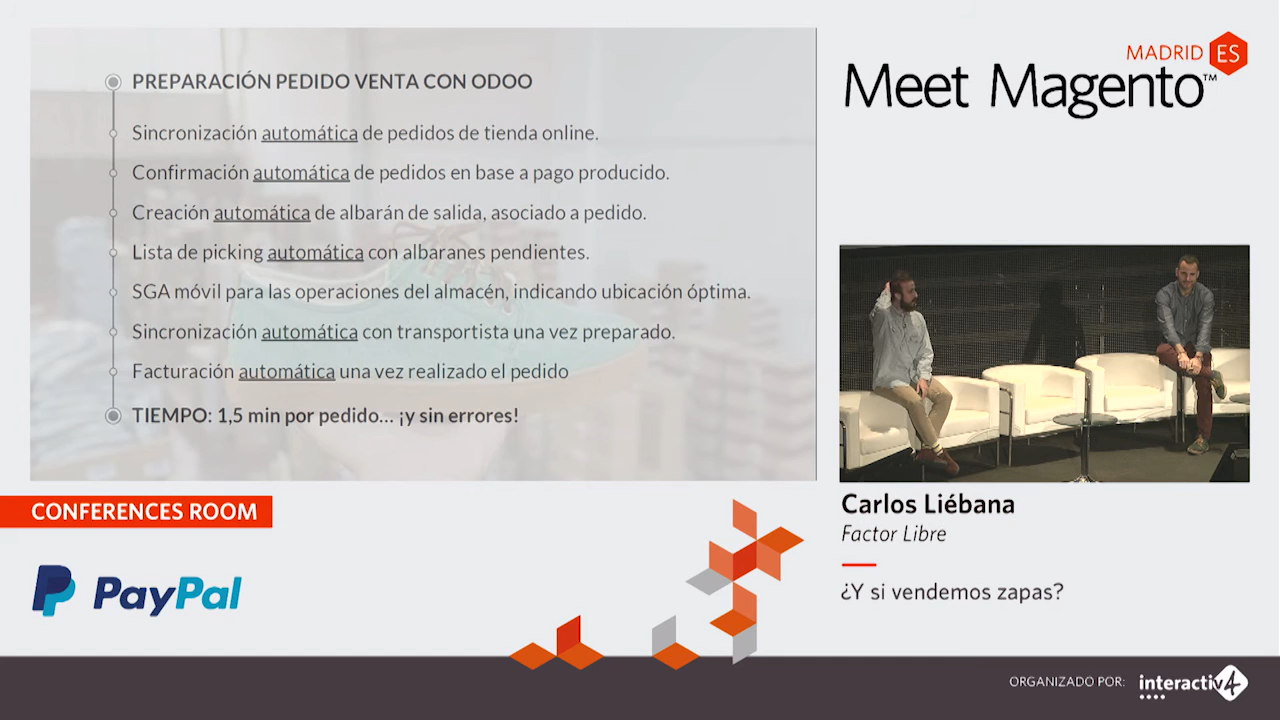 PREPARACIÓN PEDIDO VENTA CON ODOO
Sincronización automática de pedidos de tienda online.
Confirmación automática de pedidos en base a pago producido.
Creación automática de albarán de salida, asociado a pedido.
Lista de picking automática con albaranes pendientes.
SGA móvil para las operaciones del almacén, indicando ubicación óptima.
Sincronización automática con transportista una vez preparado.
Facturación automática una vez realizado el pedido
TIEMPO: 1,5 min por pedido... ¡y sin errores!
MADRID ES
Meet Magento™
CONFERENCES ROOM
PayPal
Carlos Liébana
Factor Libre
¿Y si vendemos zapas?
ORGANIZADO POR: interactiv4